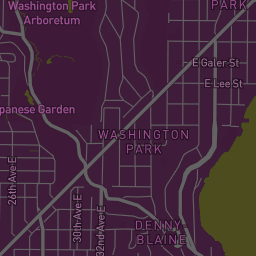 Washington Park
Arboretum
PARK
E Galer St
E Lee St
panese Garden
WASHINGTON
PARK
26th Ave E
30th Ave E
32nd Ave E
DENNY-
BLAINE